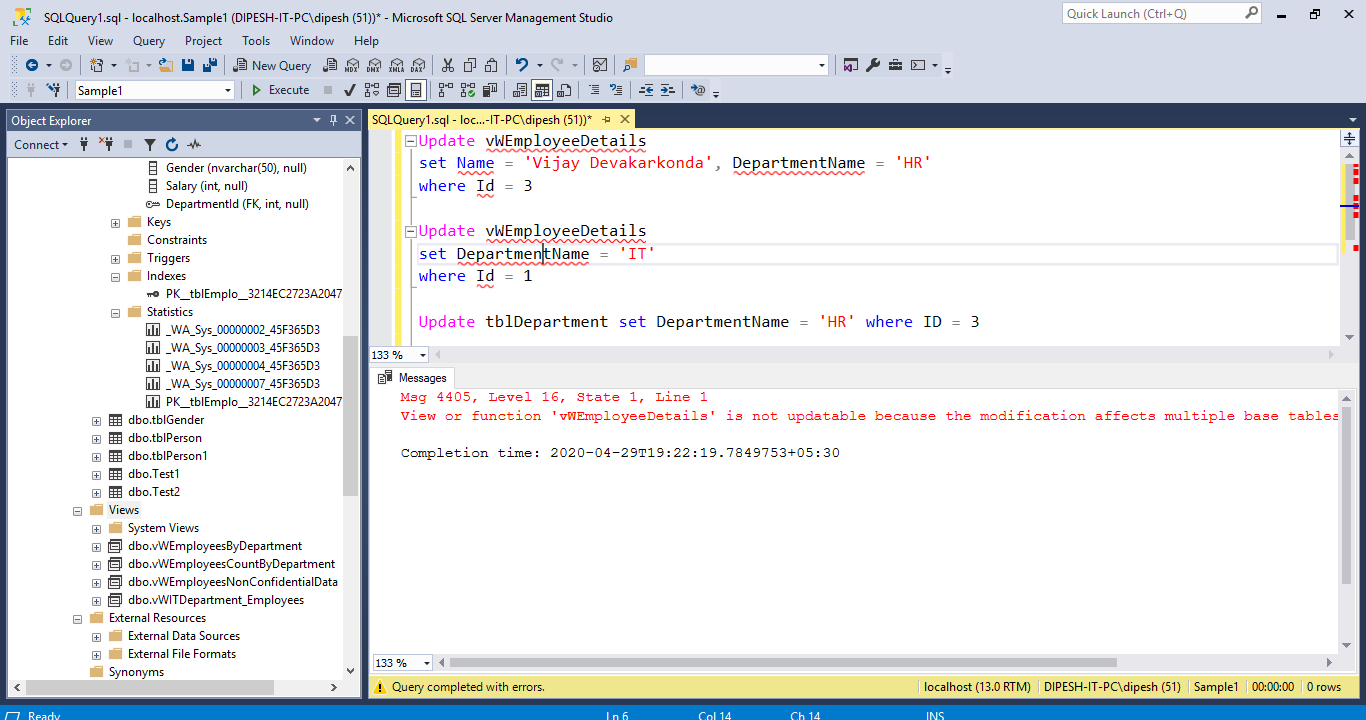 SQLQuery1.sql - localhost.Sample1 (DIPESH-IT-PC\dipesh (51))* - Microsoft SQL Server Management Studio
Quick Launch (Ctrl+Q)
File Edit View Query Project Tools Window Help
New Query MDX DMX XMLA DAX
Sample1 Execute
Object Explorer
Connect
Gender (nvarchar(50), null)
Salary (int, null)
DepartmentId (FK, int, null)
Keys
Constraints
Triggers
Indexes
PK__tblEmplo__3214EC2723A2047
Statistics
_WA_Sys_00000002_45F365D3
_WA_Sys_00000003_45F365D3
_WA_Sys_00000004_45F365D3
_WA_Sys_00000007_45F365D3
PK__tblEmplo__3214EC2723A2047
dbo.tblGender
dbo.tblPerson
dbo.tblPerson1
dbo.Test1
dbo.Test2
Views
System Views
dbo.vWEmployeesByDepartment
dbo.vWEmployeesCountByDepartment
dbo.vWEmployeesNonConfidentialData
dbo.vWITDepartment_Employees
External Resources
External Data Sources
External File Formats
Synonyms
SQLQuery1.sql - loc...-IT-PC\dipesh (51))*
Update vWEmployeeDetails
set Name = 'Vijay Devakarkonda', DepartmentName = 'HR'
where Id = 3
Update vWEmployeeDetails
set DepartmentName = 'IT'
where Id = 1
Update tblDepartment set DepartmentName = 'HR' where ID = 3
133 %
Messages
Msg 4405, Level 16, State 1, Line 1
View or function 'vWEmployeeDetails' is not updatable because the modification affects multiple base tables
Completion time: 2020-04-29T19:22:19.7849753+05:30
133 %
Query completed with errors. localhost (13.0 RTM) DIPESH-IT-PC\dipesh (51) Sample1 00:00:00 0 rows
Ready Ln 6 Col 14 Ch 14 INS